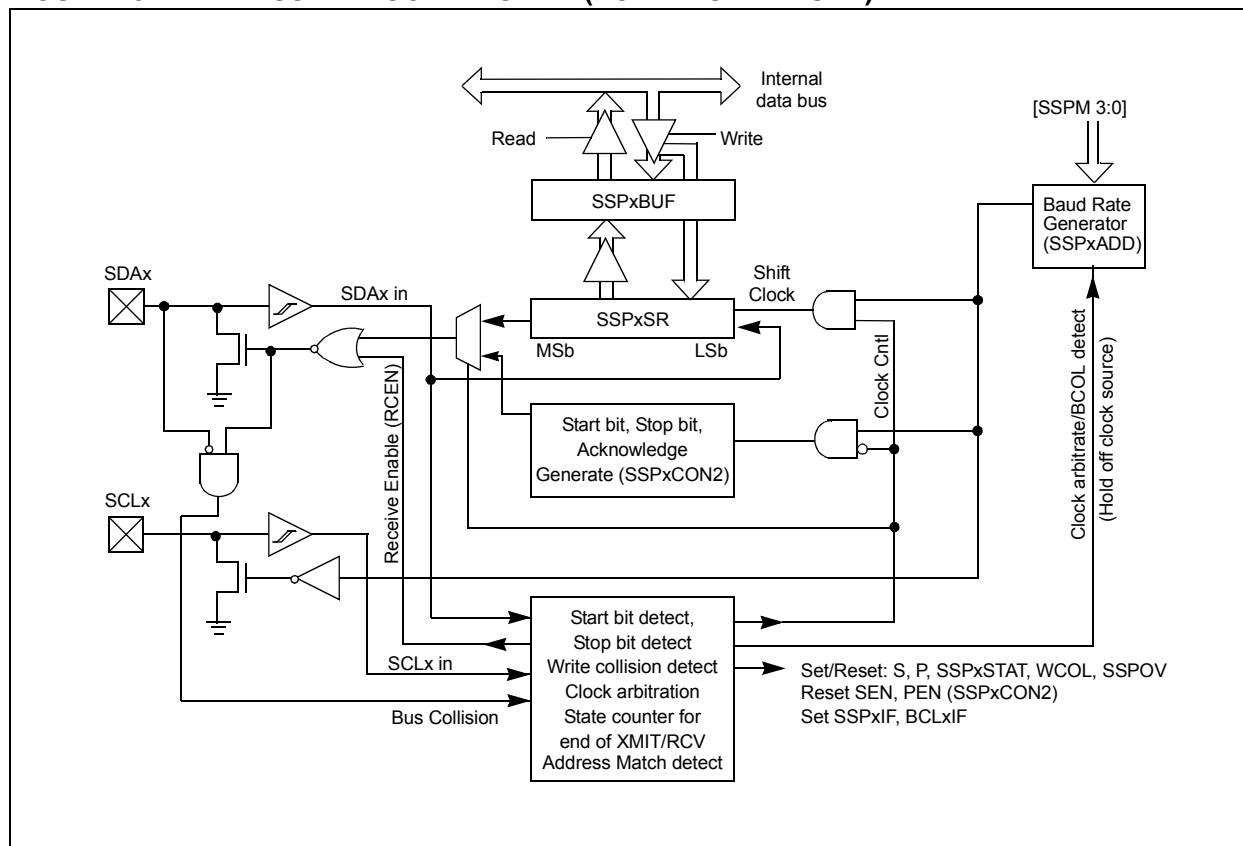 Internal
data bus
[SSPM 3:0]
Read
Write
SSPxBUF
Baud Rate
Generator
(SSPxADD)
SDAx
SDAx in
Shift
Clock
SSPxSR
MSb
LSb
Receive Enable (RCEN)
Clock Cntl
Clock arbitrate/BCOL detect
(Hold off clock source)
Start bit, Stop bit,
Acknowledge
Generate (SSPxCON2)
SCLx
Start bit detect,
Stop bit detect
Write collision detect
Clock arbitration
State counter for
end of XMIT/RCV
Address Match detect
SCLx in
Bus Collision
Set/Reset: S, P, SSPxSTAT, WCOL, SSPOV
Reset SEN, PEN (SSPxCON2)
Set SSPxIF, BCLxIF